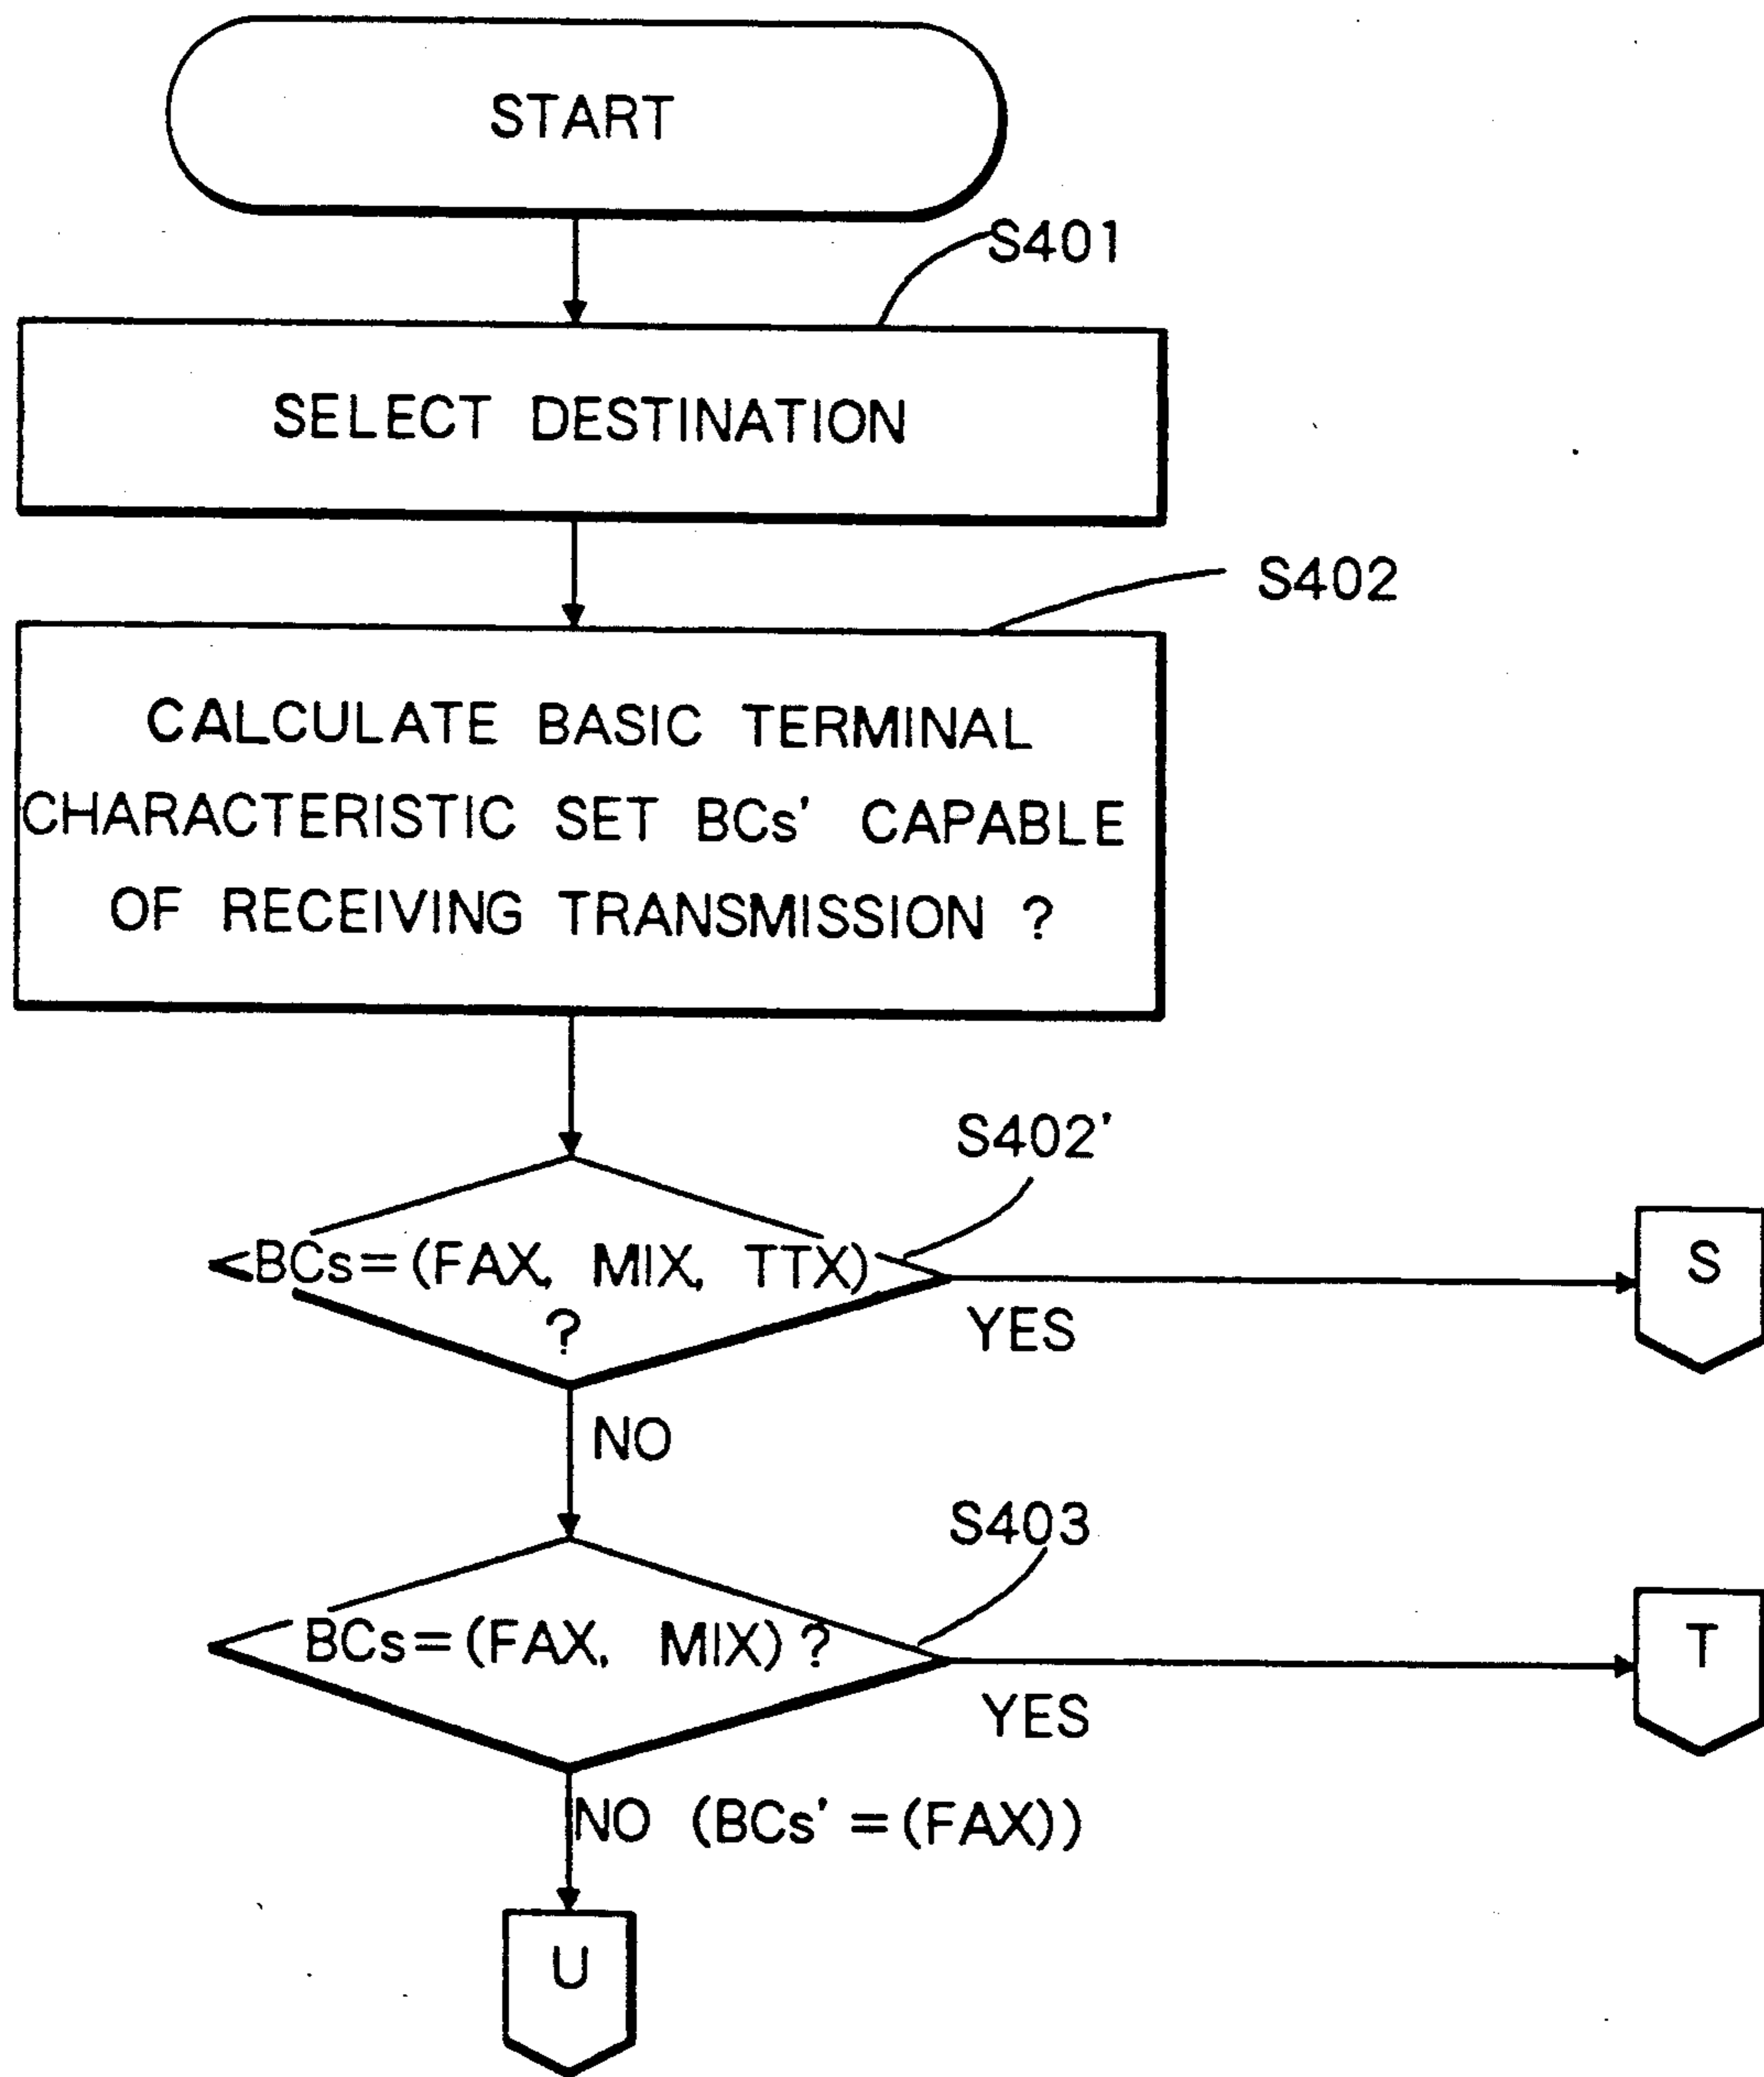 START
S401
SELECT DESTINATION
S402
CALCULATE BASIC TERMINAL
CHARACTERISTIC SET BCs' CAPABLE
OF RECEIVING TRANSMISSION ?
S402'
BCs=(FAX, MIX, TTX)
?
YES
S
NO
S403
BCs=(FAX, MIX) ?
YES
T
NO (BCs'=(FAX))
U